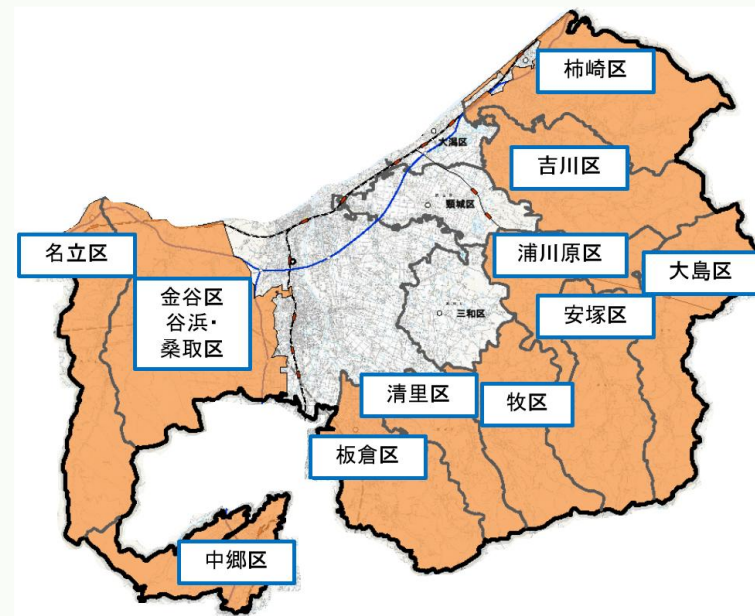 柿崎区
大潟区
吉川区
頸城区
名立区
浦川原区
大島区
金谷区
谷浜・
桑取区
安塚区
三和区
清里区
牧区
板倉区
中郷区